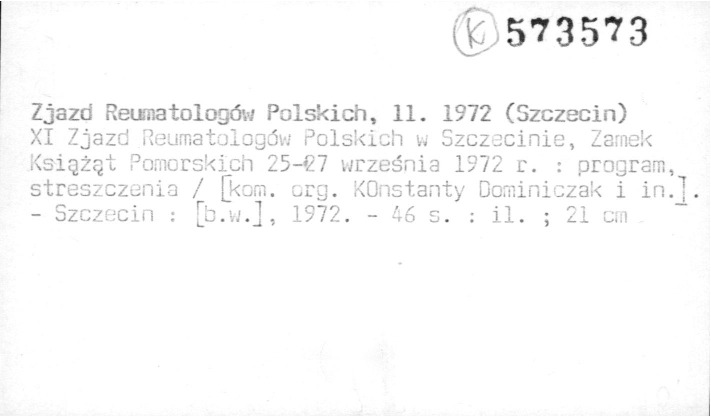 K 573573
Zjazd Reumatologów Polskich, 11. 1972 (Szczecin)
XI Zjazd Reumatologów Polskich w Szczecinie, Zamek
Książąt Pomorskich 25-27 września 1972 r. : program,
streszczenia / [kom. org. KOnstanty Dominiczak i in.].
- Szczecin : [b.w.], 1972. - 46 s. : il. ; 21 cm